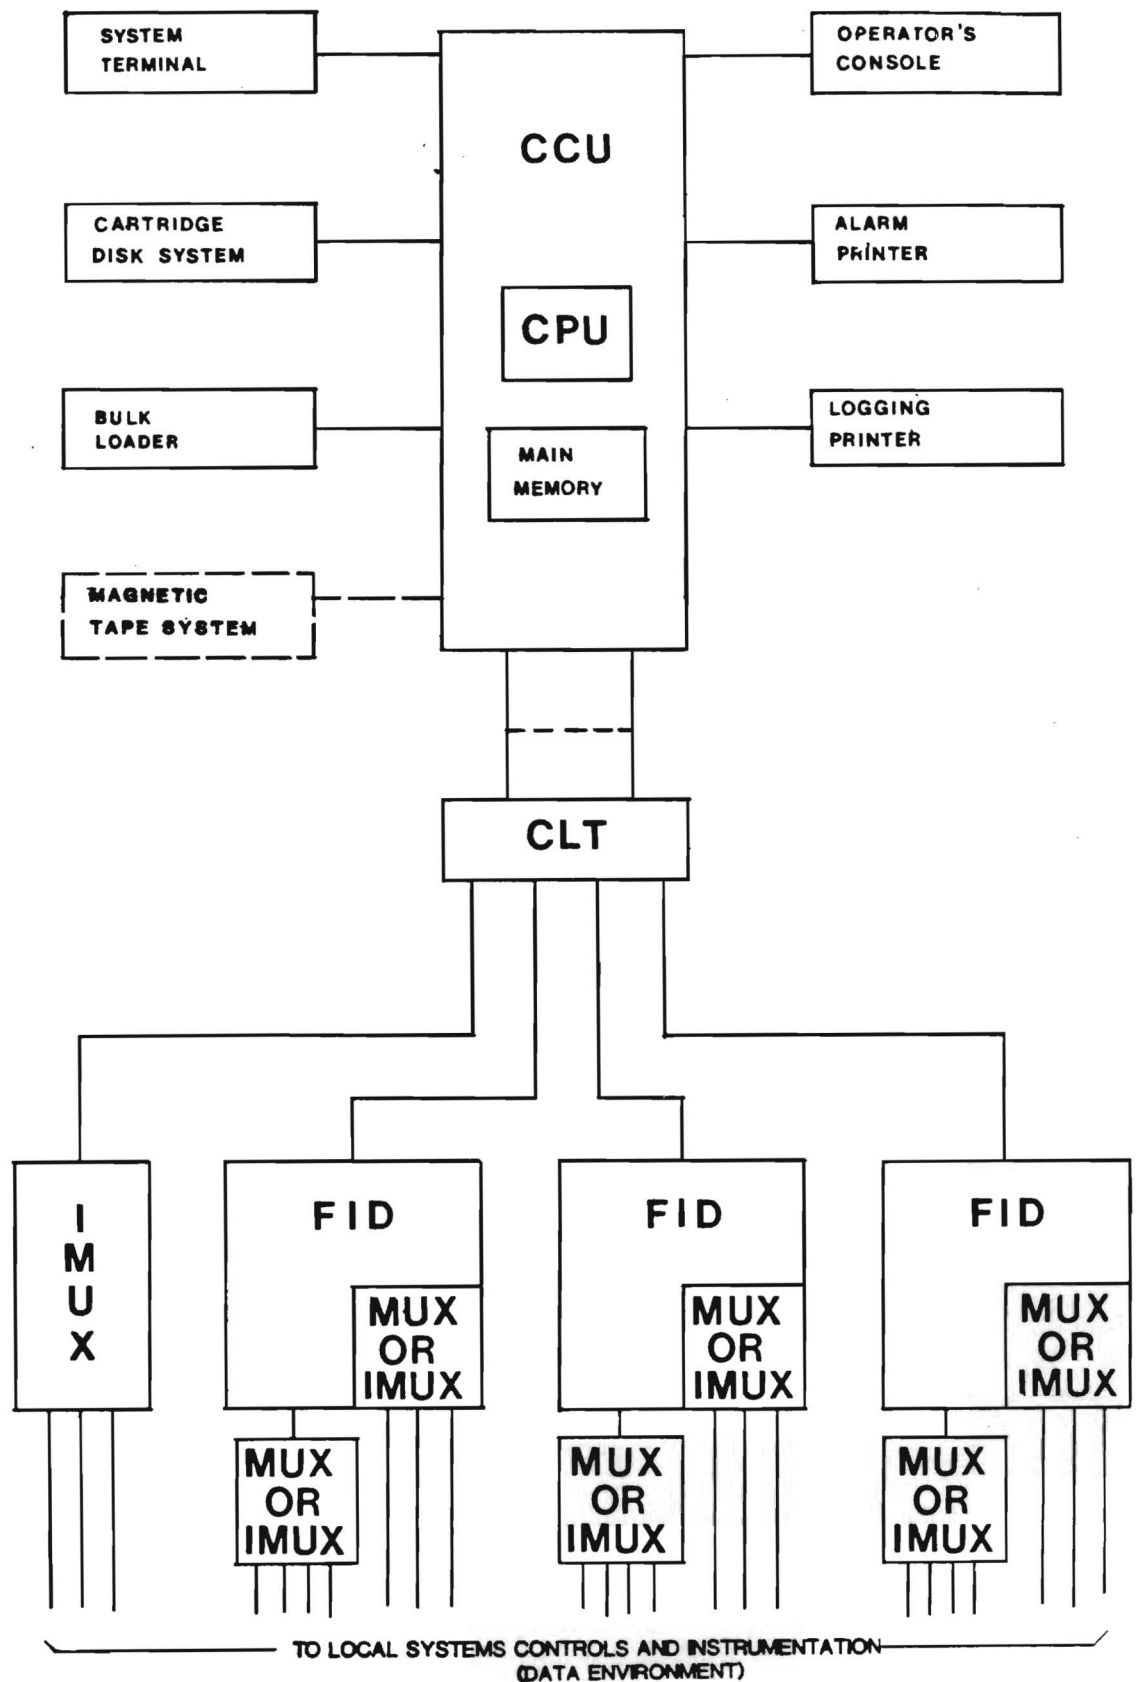 SYSTEM
TERMINAL
OPERATOR'S
CONSOLE
CCU
CARTRIDGE
DISK SYSTEM
ALARM
PRINTER
CPU
BULK
LOADER
LOGGING
PRINTER
MAIN
MEMORY
MAGNETIC
TAPE SYSTEM
CLT
IMUX
FID
MUX
OR
IMUX
MUX
OR
IMUX
FID
MUX
OR
IMUX
MUX
OR
IMUX
FID
MUX
OR
IMUX
MUX
OR
IMUX
TO LOCAL SYSTEMS CONTROLS AND INSTRUMENTATION
(DATA ENVIRONMENT)